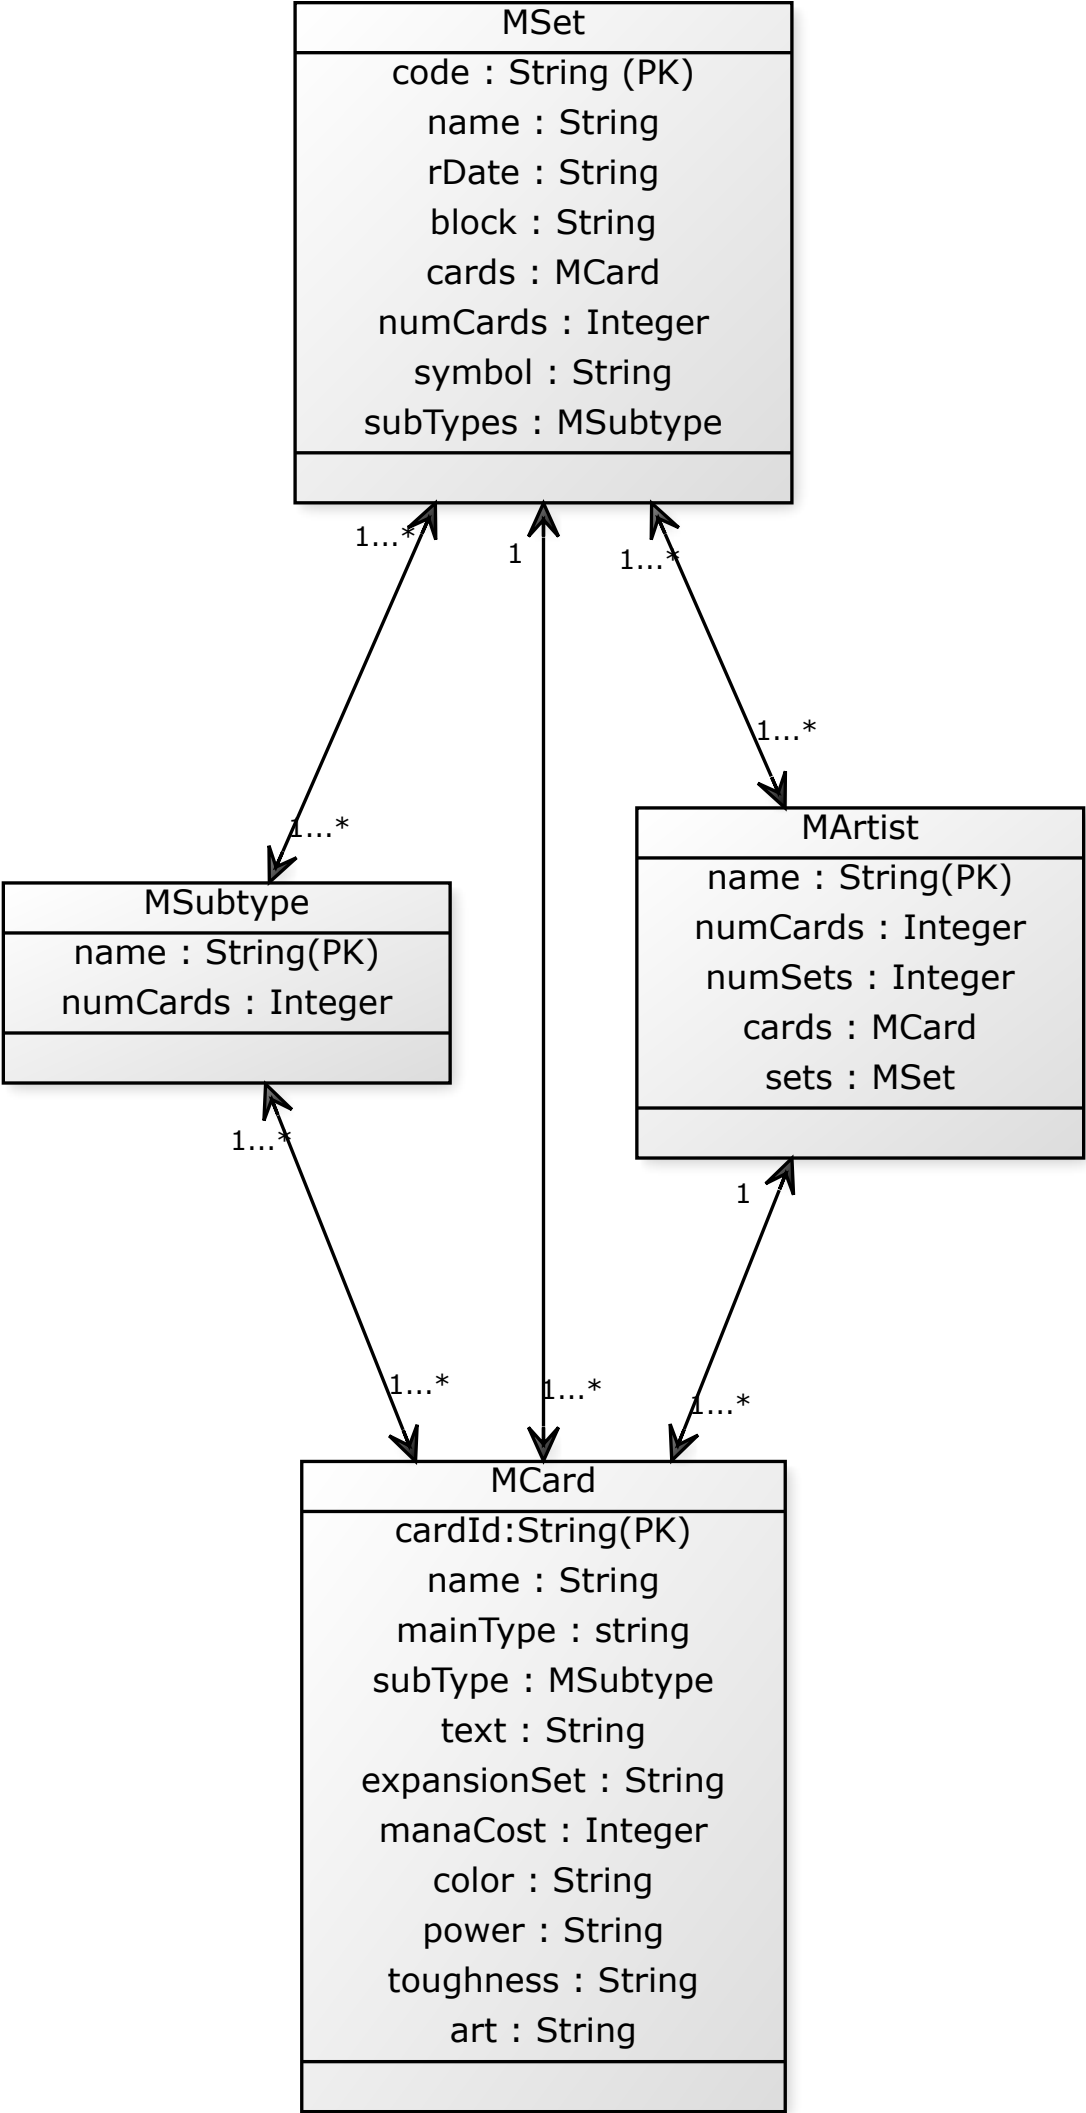 MSet
code : String (PK)
name : String
rDate : String
block : String
cards : MCard
numCards : Integer
symbol : String
subTypes : MSubtype
1...*
1
1...*
1...*
1...*
MArtist
name : String(PK)
numCards : Integer
numSets : Integer
cards : MCard
sets : MSet
MSubtype
name : String(PK)
numCards : Integer
1...*
1
1...*
1...*
1...*
MCard
cardId:String(PK)
name : String
mainType : string
subType : MSubtype
text : String
expansionSet : String
manaCost : Integer
color : String
power : String
toughness : String
art : String